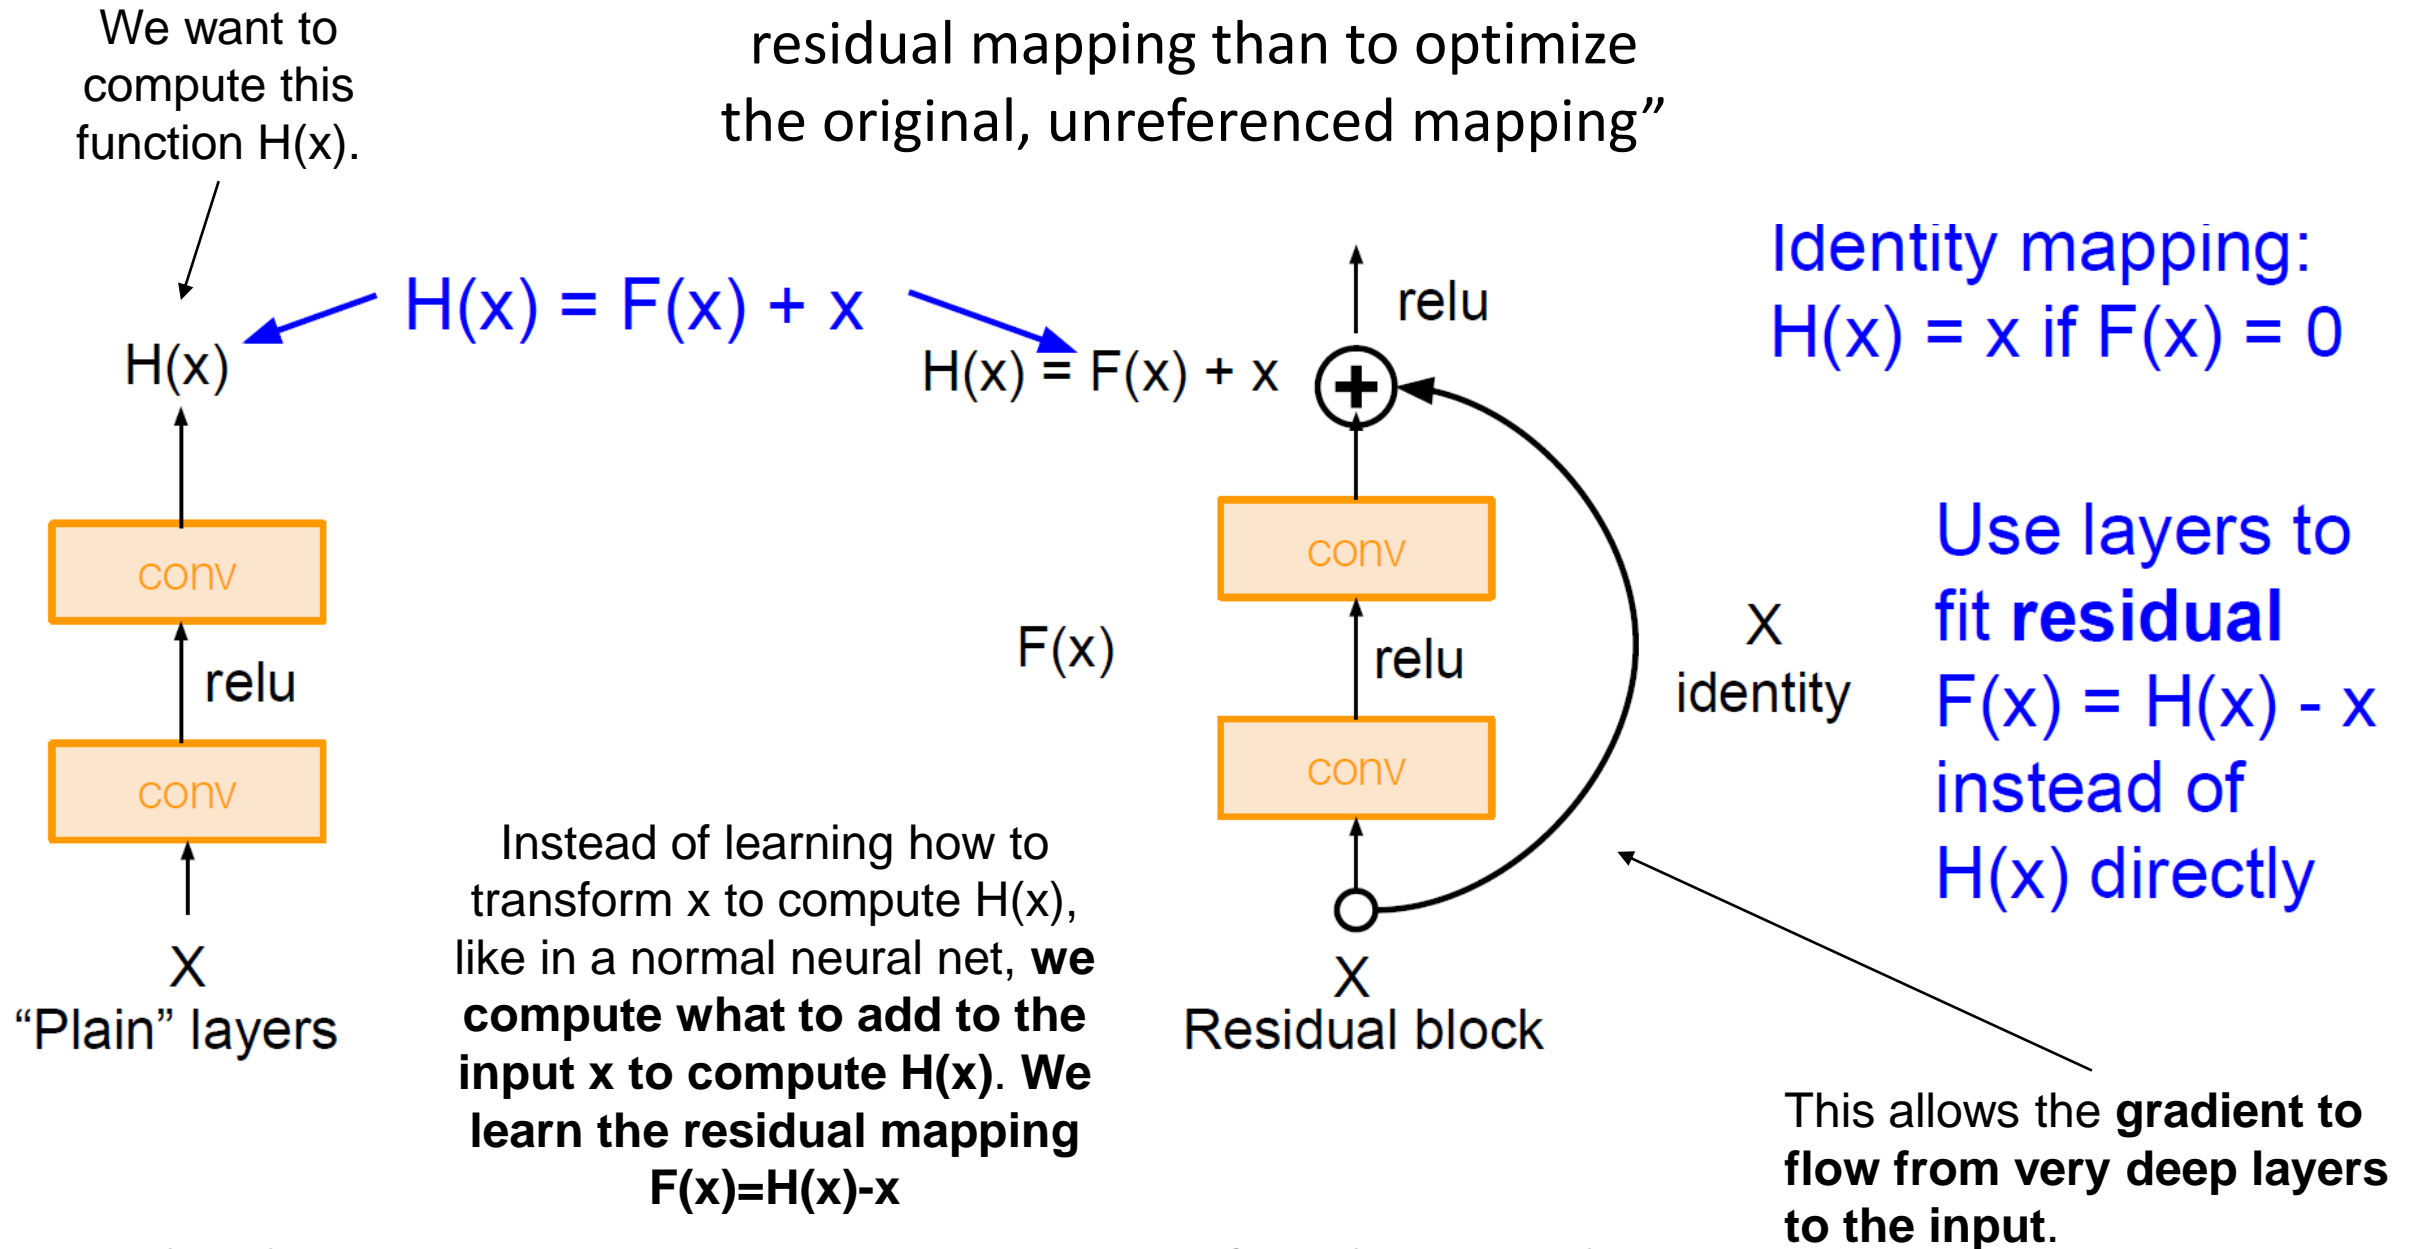 We want to
compute this
function H(x).
residual mapping than to optimize
the original, unreferenced mapping”
H(x) = F(x) + x
H(x)
conv
relu
conv
X
“Plain” layers
Instead of learning how to
transform x to compute H(x),
like in a normal neural net, we
compute what to add to the
input x to compute H(x). We
learn the residual mapping
F(x)=H(x)-x
relu
H(x) = F(x) + x
+
conv
F(x)
relu
conv
X
Residual block
X
identity
Identity mapping:
H(x) = x if F(x) = 0
Use layers to
fit residual
F(x) = H(x) - x
instead of
H(x) directly
This allows the gradient to
flow from very deep layers
to the input.